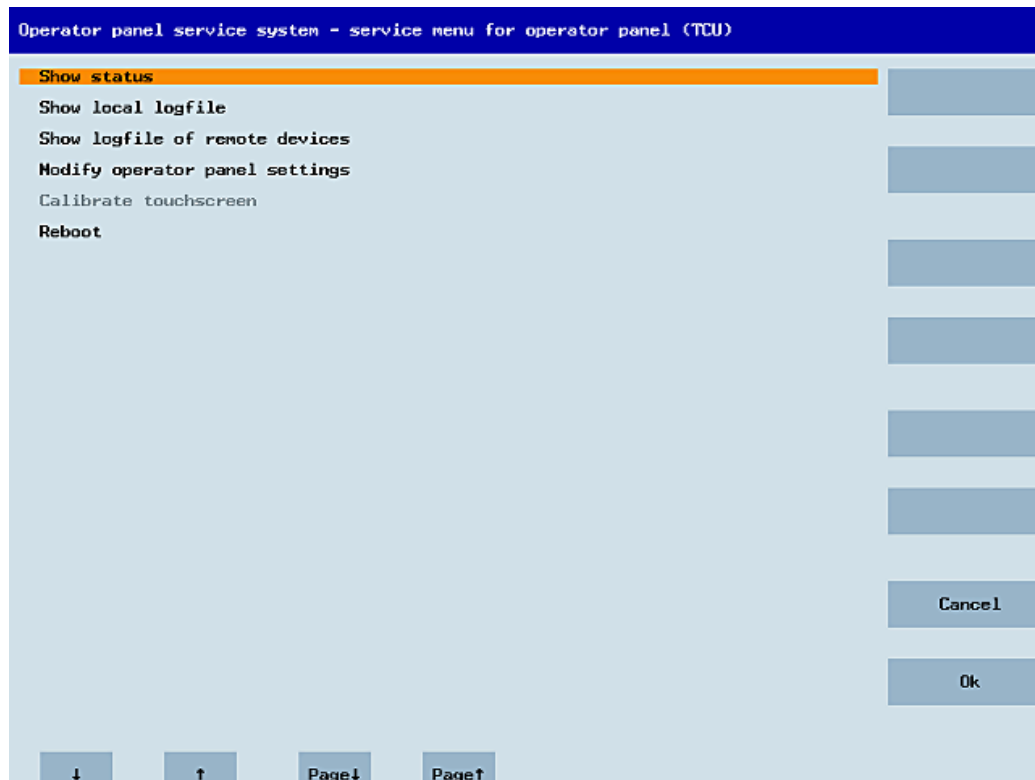 Operator panel service system - service menu for operator panel (TCU)
Show status
Show local logfile
Show logfile of remote devices
Modify operator panel settings
Calibrate touchscreen
Reboot
Cancel
Ok
↓ ↑ Page↓ Page↑